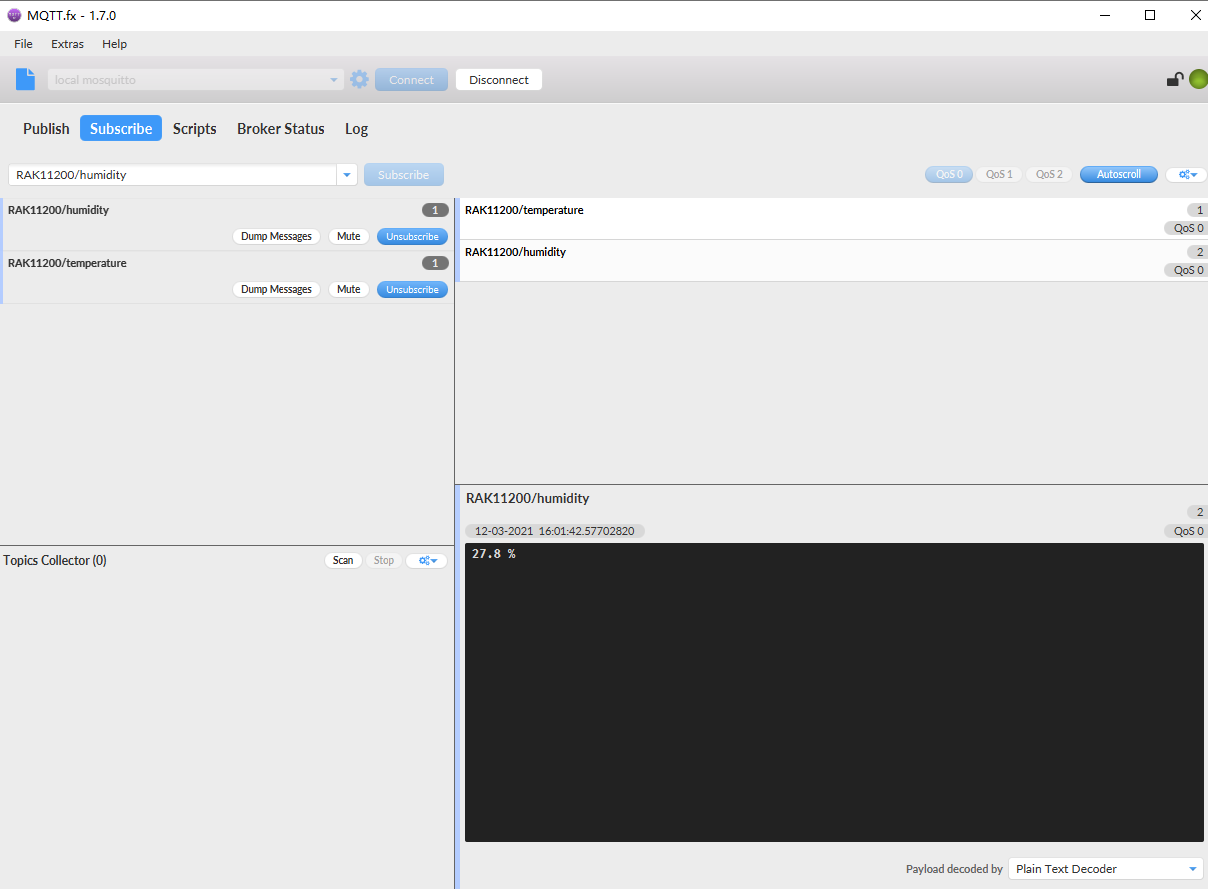 MQTT.fx - 1.7.0
File Extras Help
local mosquitto Connect Disconnect
Publish Subscribe Scripts Broker Status Log
RAK11200/humidity Subscribe QoS 0 QoS 1 QoS 2 Autoscroll
RAK11200/humidity 1
Dump Messages Mute Unsubscribe
RAK11200/temperature 1
Dump Messages Mute Unsubscribe
RAK11200/temperature 1
QoS 0
RAK11200/humidity 2
QoS 0
Topics Collector (0) Scan Stop
RAK11200/humidity
2
12-03-2021 16:01:42.57702820 QoS 0
27.8 %
Payload decoded by Plain Text Decoder